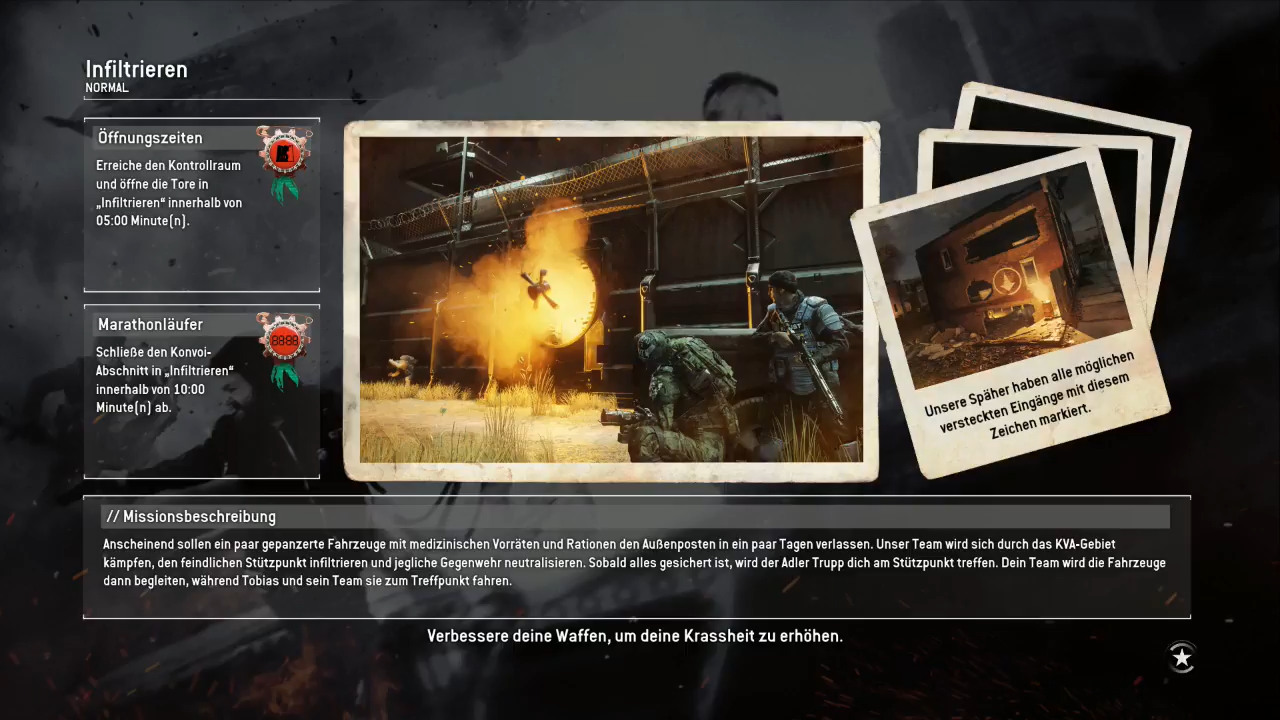 Infiltrieren
NORMAL
Öffnungszeiten
Erreiche den Kontrollraum
und öffne die Tore in
„Infiltrieren“ innerhalb von
05:00 Minute(n).
Marathonläufer
8888
Schließe den Konvoi-
Abschnitt in „Infiltrieren“
innerhalb von 10:00
Minute(n) ab.
Unsere Späher haben alle möglichen
versteckten Eingänge mit diesem
Zeichen markiert.
// Missionsbeschreibung
Anscheinend sollen ein paar gepanzerte Fahrzeuge mit medizinischen Vorräten und Rationen den Außenposten in ein paar Tagen verlassen. Unser Team wird sich durch das KVA-Gebiet
kämpfen, den feindlichen Stützpunkt infiltrieren und jegliche Gegenwehr neutralisieren. Sobald alles gesichert ist, wird der Adler Trupp dich am Stützpunkt treffen. Dein Team wird die Fahrzeuge
dann begleiten, während Tobias und sein Team sie zum Treffpunkt fahren.
Verbessere deine Waffen, um deine Krassheit zu erhöhen.